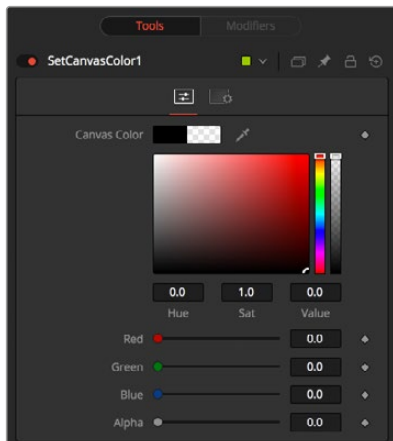 Tools Modifiers
SetCanvasColor1
Canvas Color
0.0 1.0 0.0
Hue Sat Value
Red 0.0
Green 0.0
Blue 0.0
Alpha 0.0